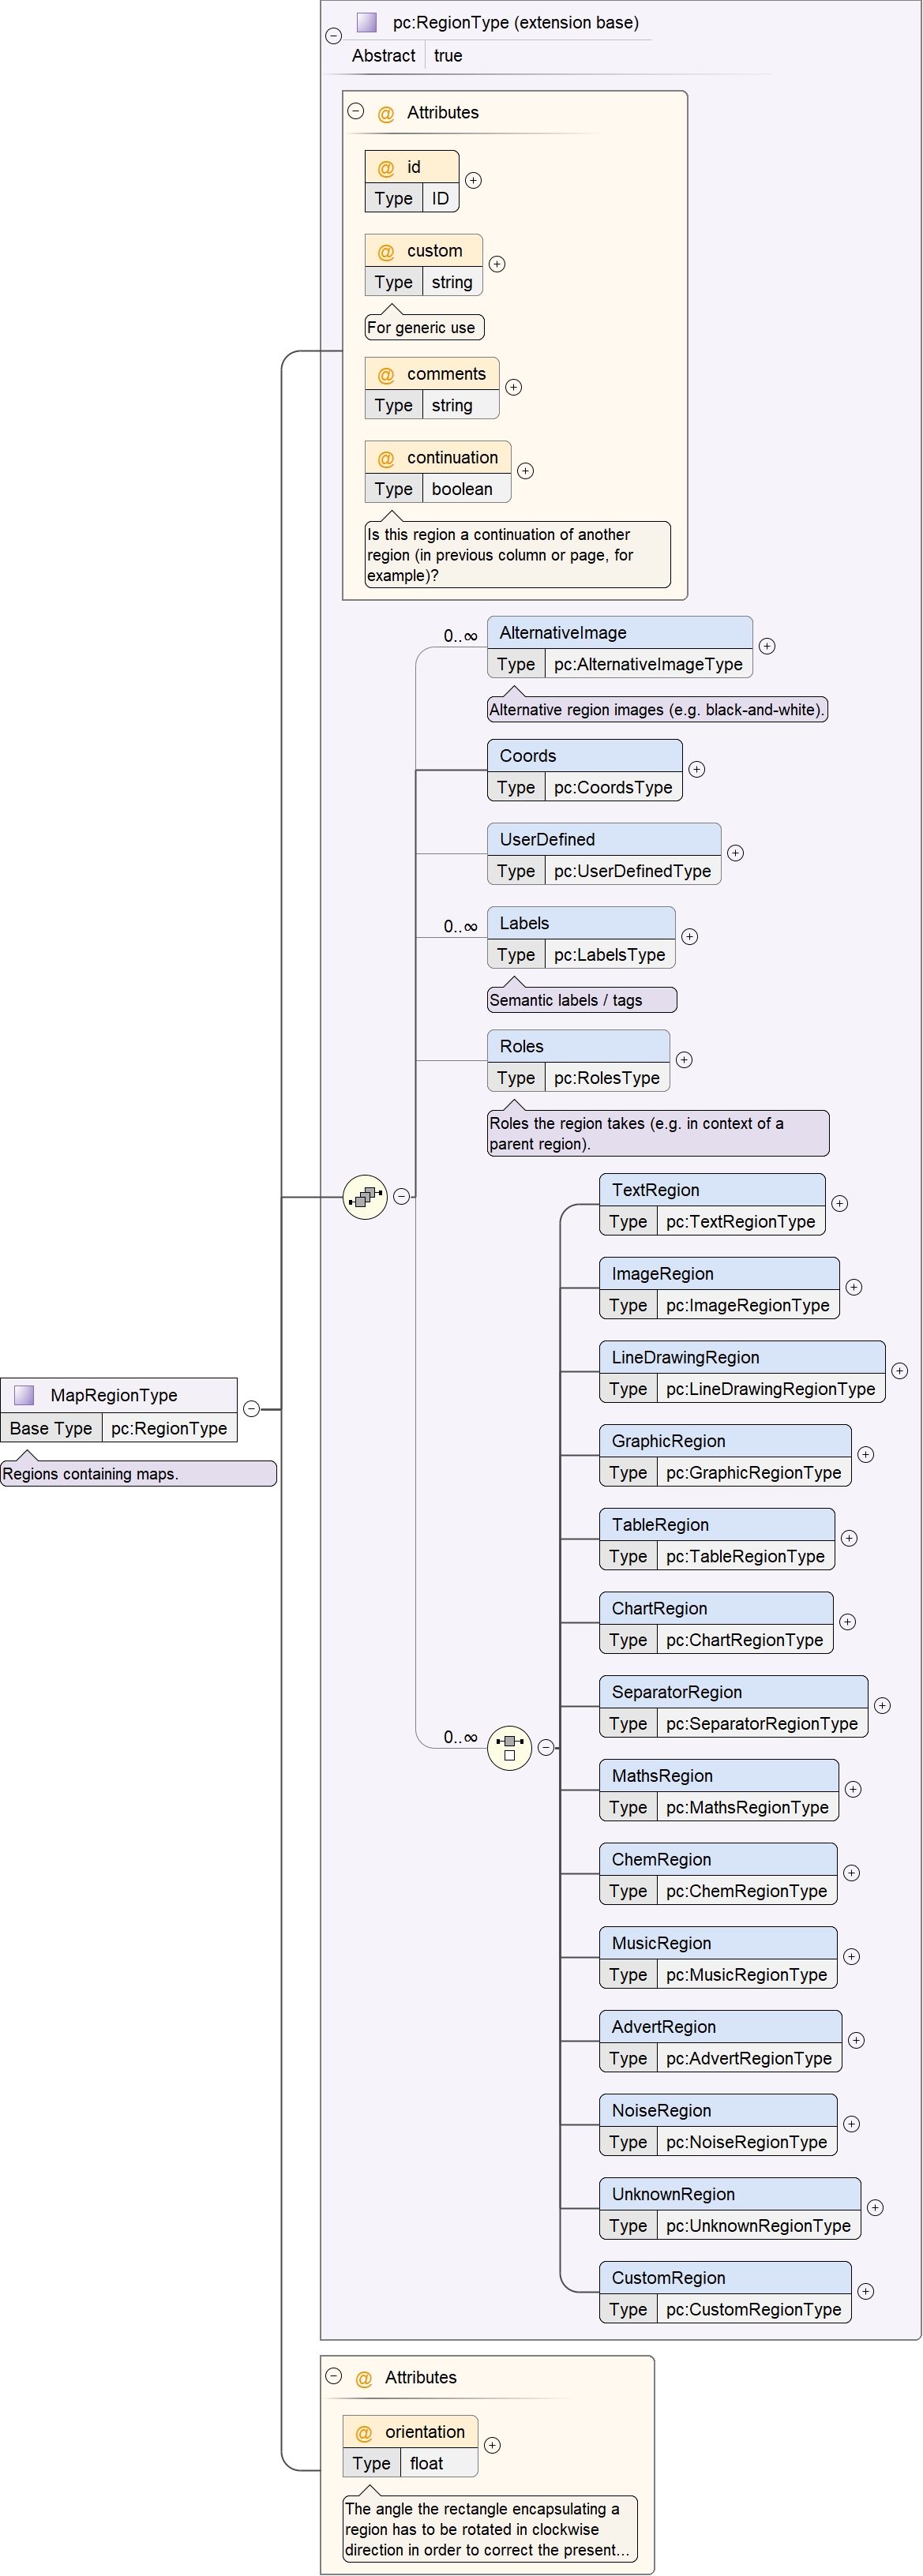 pc:RegionType (extension base)
Abstract true
@ Attributes
@ id
Type ID
@ custom
Type string
For generic use
@ comments
Type string
@ continuation
Type boolean
Is this region a continuation of another
region (in previous column or page, for
example)?
0..∞
AlternativeImage
Type pc:AlternativeImageType
Alternative region images (e.g. black-and-white).
Coords
Type pc:CoordsType
UserDefined
Type pc:UserDefinedType
0..∞
Labels
Type pc:LabelsType
Semantic labels / tags
Roles
Type pc:RolesType
Roles the region takes (e.g. in context of a
parent region).
TextRegion
Type pc:TextRegionType
ImageRegion
Type pc:ImageRegionType
LineDrawingRegion
Type pc:LineDrawingRegionType
MapRegionType
Base Type pc:RegionType
Regions containing maps.
GraphicRegion
Type pc:GraphicRegionType
TableRegion
Type pc:TableRegionType
ChartRegion
Type pc:ChartRegionType
SeparatorRegion
Type pc:SeparatorRegionType
0..∞
MathsRegion
Type pc:MathsRegionType
ChemRegion
Type pc:ChemRegionType
MusicRegion
Type pc:MusicRegionType
AdvertRegion
Type pc:AdvertRegionType
NoiseRegion
Type pc:NoiseRegionType
UnknownRegion
Type pc:UnknownRegionType
CustomRegion
Type pc:CustomRegionType
@ Attributes
@ orientation
Type float
The angle the rectangle encapsulating a
region has to be rotated in clockwise
direction in order to correct the present...